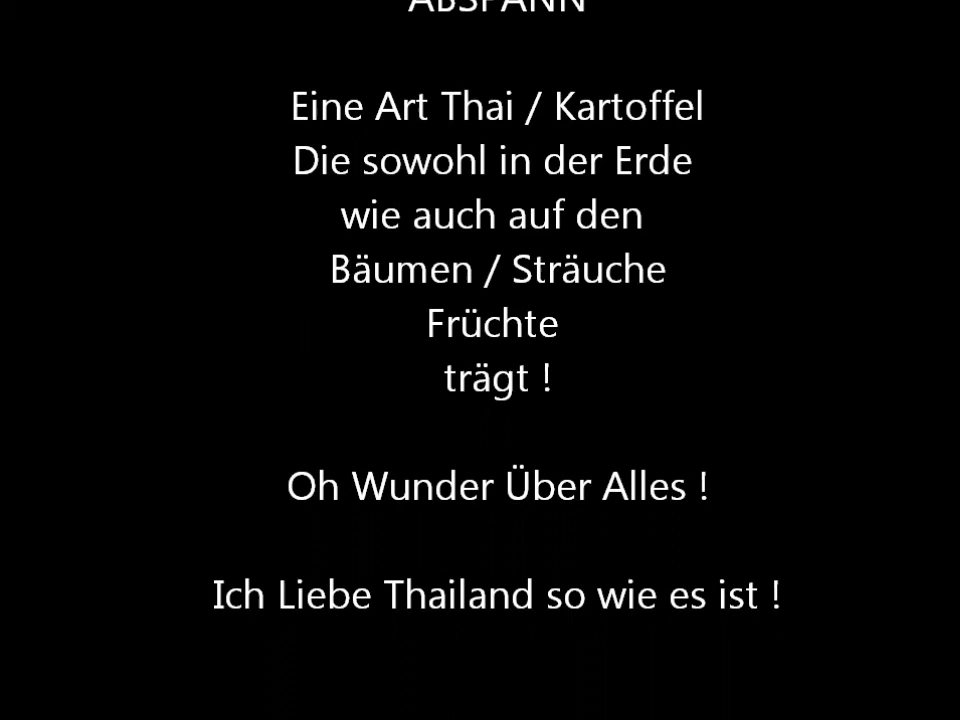 ABSPANN
Eine Art Thai / Kartoffel
Die sowohl in der Erde
wie auch auf den
Bäumen / Sträuche
Früchte
trägt !
Oh Wunder Über Alles !
Ich Liebe Thailand so wie es ist !